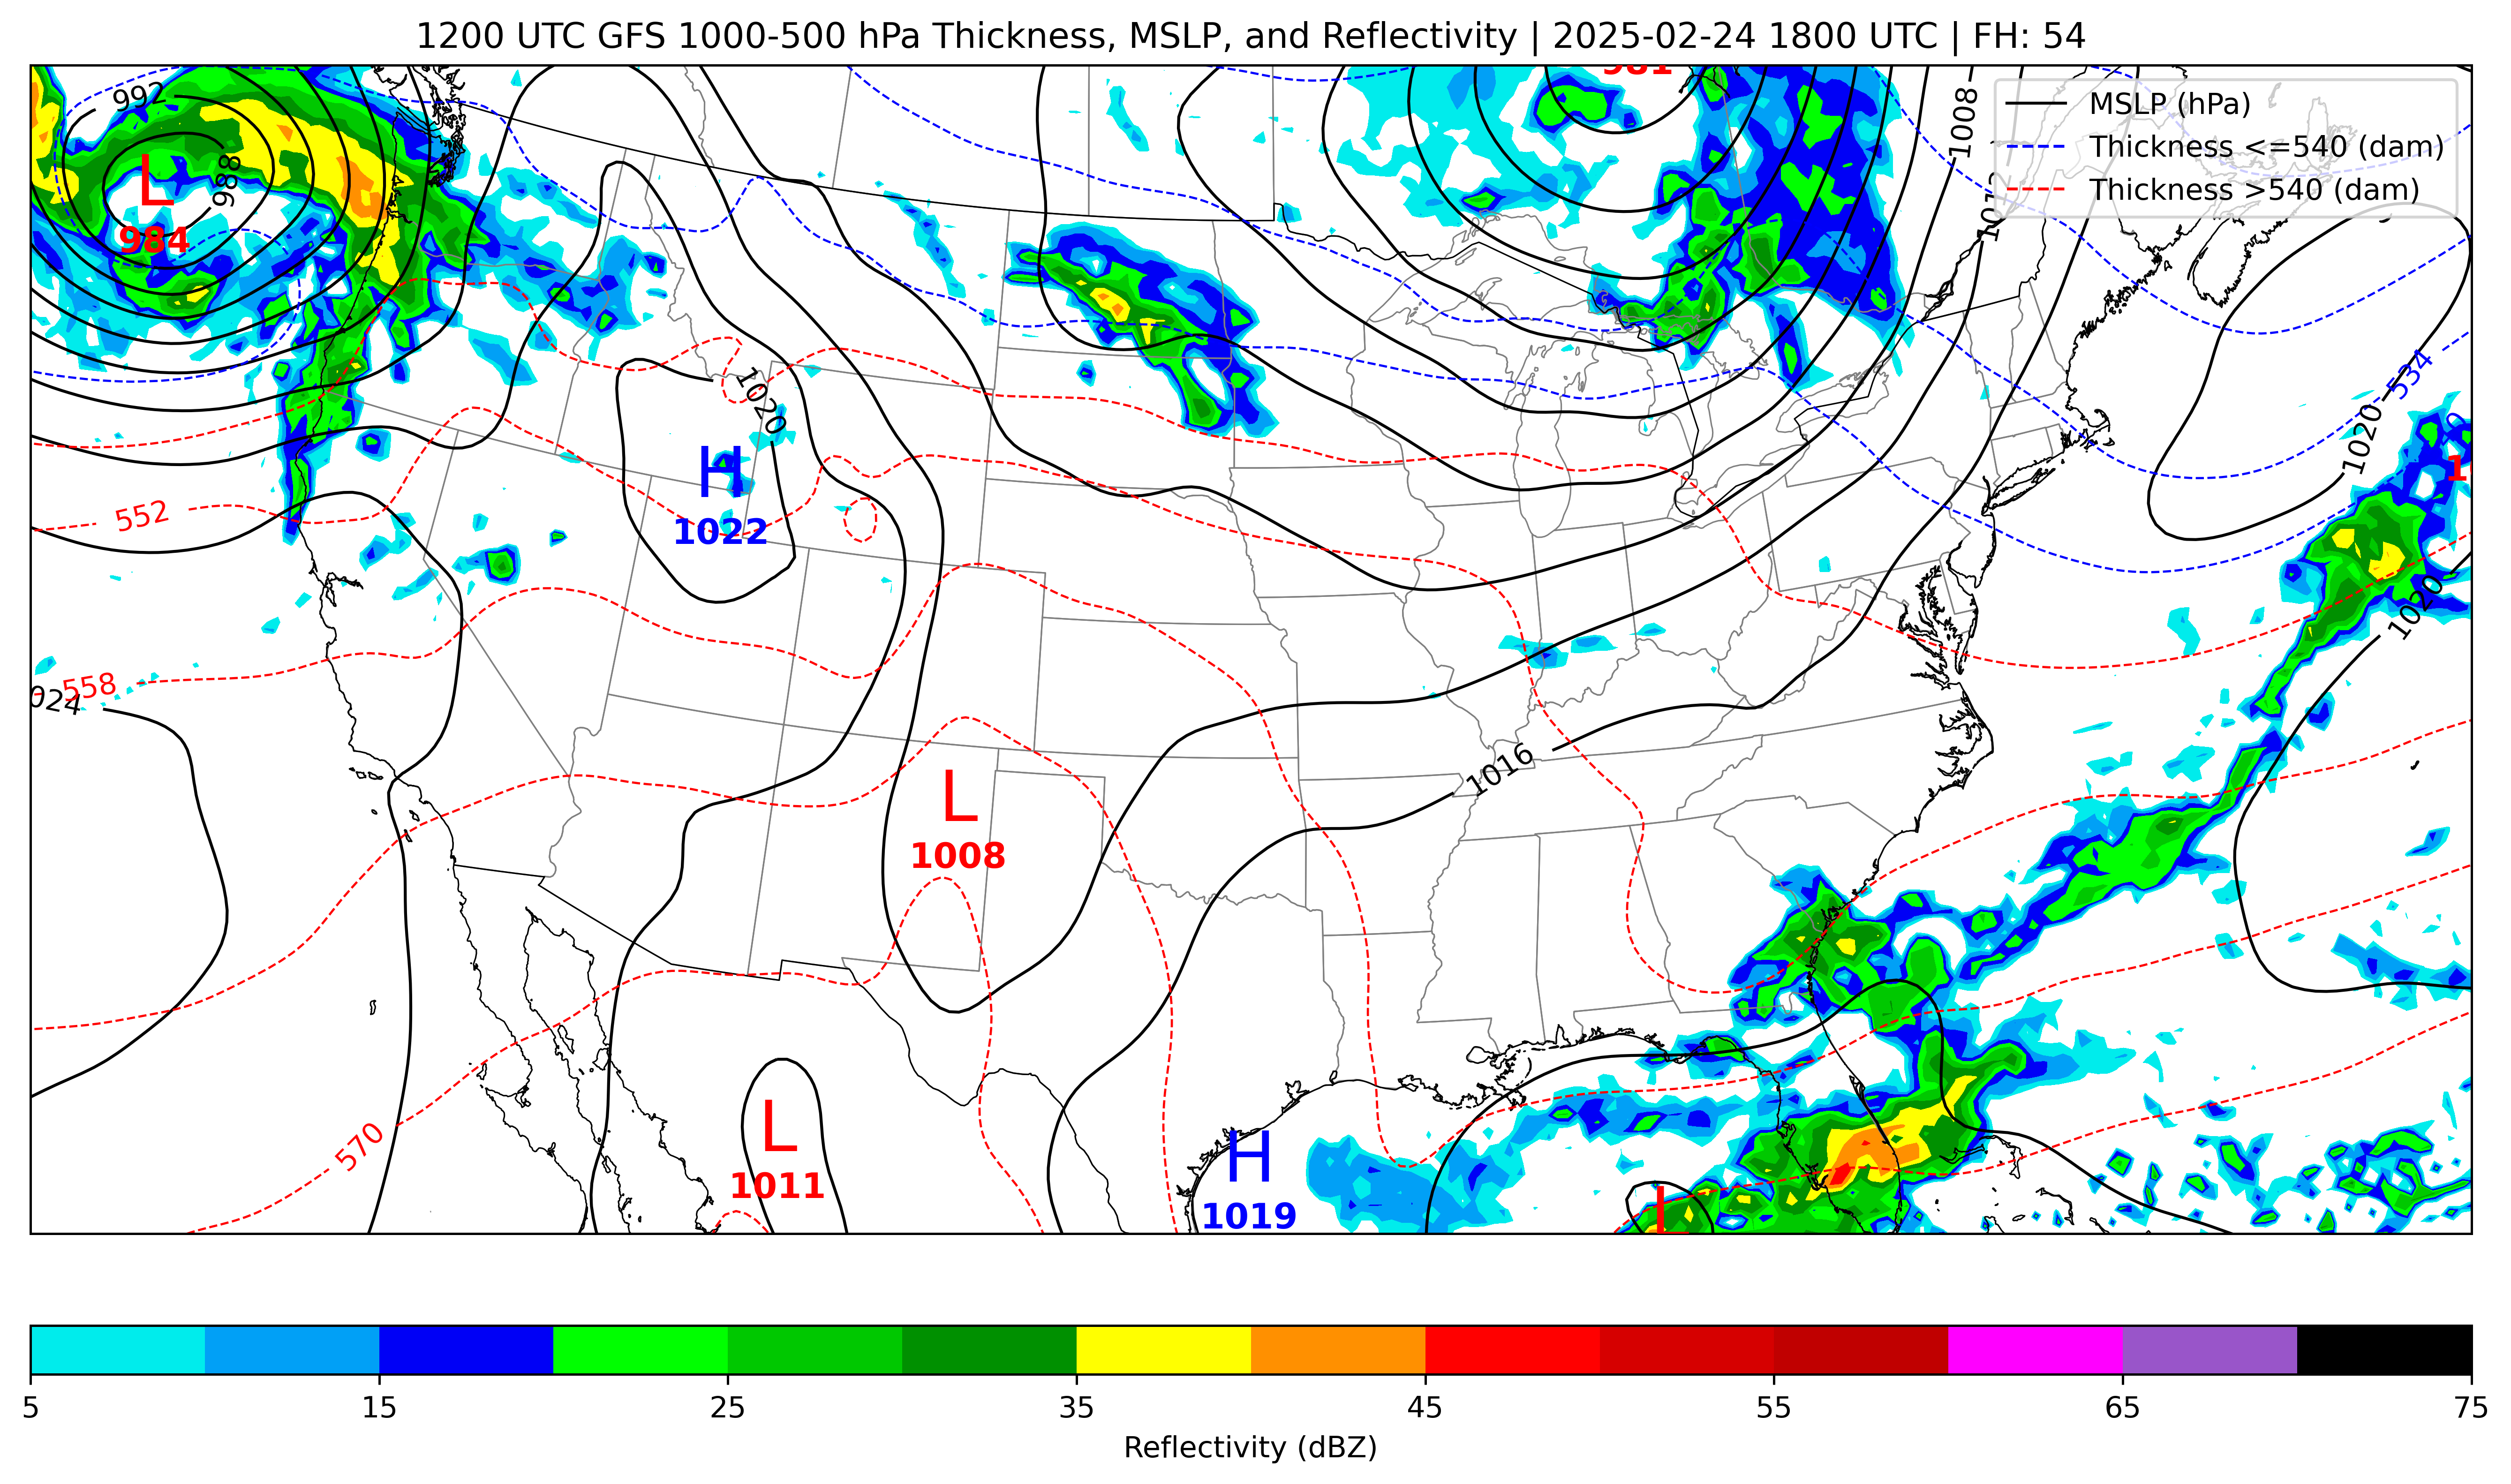 1200 UTC GFS 1000-500 hPa Thickness, MSLP, and Reflectivity | 2025-02-24 1800 UTC | FH: 54
981
992
1008
MSLP (hPa)
Thickness <=540 (dam)
Thickness >540 (dam)
1012
L
988
984
534
1020
1020
H
1022
1
552
1020
558
024
1016
L
1008
570
L
1011
H
1019
L
5 15 25 35 45 55 65 75
Reflectivity (dBZ)